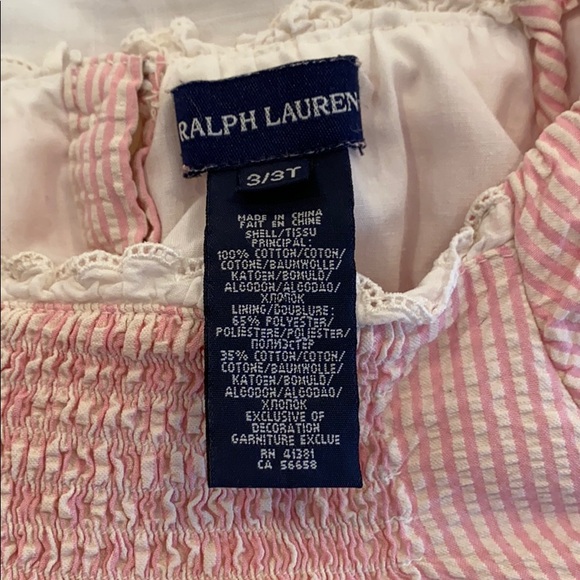 RALPH LAUREN
3/3T
MADE IN CHINA
FAIT EN CHINE
SHELL/TISSU
PRINCIPAL:
100% COTTON/COTON/
COTONE/BAUMWOLLE/
KATOEN/BOMULD/
ALGODON/ALGODAO/
ХЛОПОК
LINING/DOUBLURE:
65% POLYESTER/
POLIESTERE/POLIESTER/
ПОЛИЭСТЕР
35% COTTON/COTON/
COTONE/BAUMWOLLE/
KATOEN/BOMULD/
ALGODON/ALGODAO/
ХЛОПОК
EXCLUSIVE OF
DECORATION
GARNITURE EXCLUE
RN 41381
CA 56658